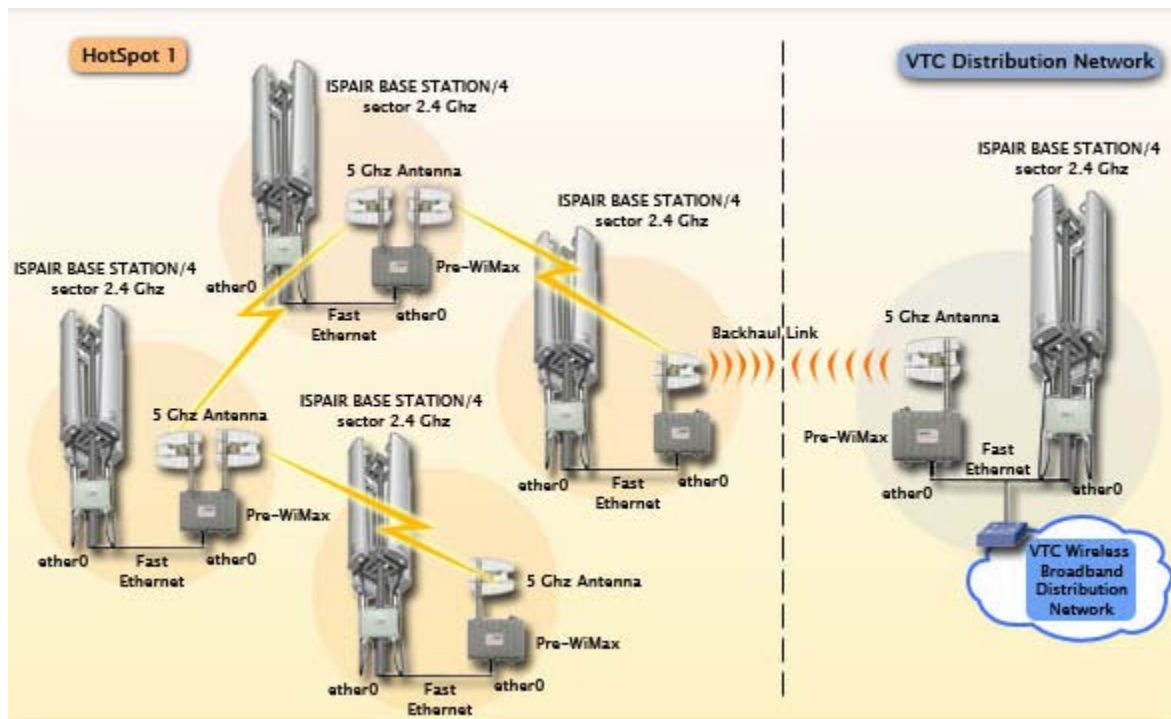 HotSpot 1
VTC Distribution Network
ISPAIR BASE STATION/4
sector 2.4 Ghz
5 Ghz Antenna
Pre-WiMax
ether0
Fast
Ethernet
ether0
ISPAIR BASE STATION/4
sector 2.4 Ghz
5 Ghz Antenna
Pre-WiMax
ether0
Fast
Ethernet
ether0
ISPAIR BASE STATION/4
sector 2.4 Ghz
5 Ghz Antenna
Pre-WiMax
ether0
Fast
Ethernet
ether0
ISPAIR BASE STATION/4
sector 2.4 Ghz
ether0
Fast
Ethernet
ether0
Backhaul Link
ISPAIR BASE STATION/4
sector 2.4 Ghz
5 Ghz Antenna
Pre-WiMax
Fast
Ethernet
ether0
ether0
VTC Wireless
Broadband
Distribution
Network